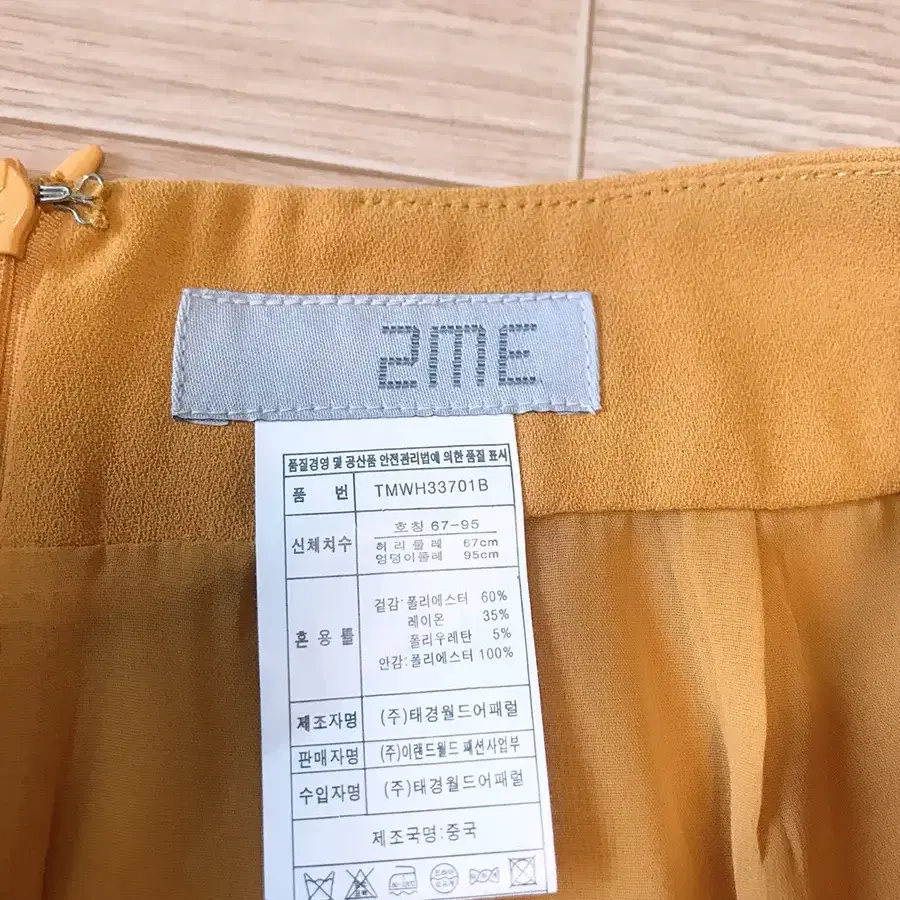 2ME
품질경영 및 공산품 안전관리법에 의한 품질 표시
품 번 TMWH33701B
신체치수 호칭 67-95
허리둘레 67cm
엉덩이둘레 95cm
혼용률 겉감:폴리에스터 60%
레이온 35%
폴리우레탄 5%
안감:폴리에스터 100%
제조자명 (주)태경월드어패럴
판매자명 (주)이랜드월드 패션사업부
수입자명 (주)태경월드어패럴
제조국명:중국